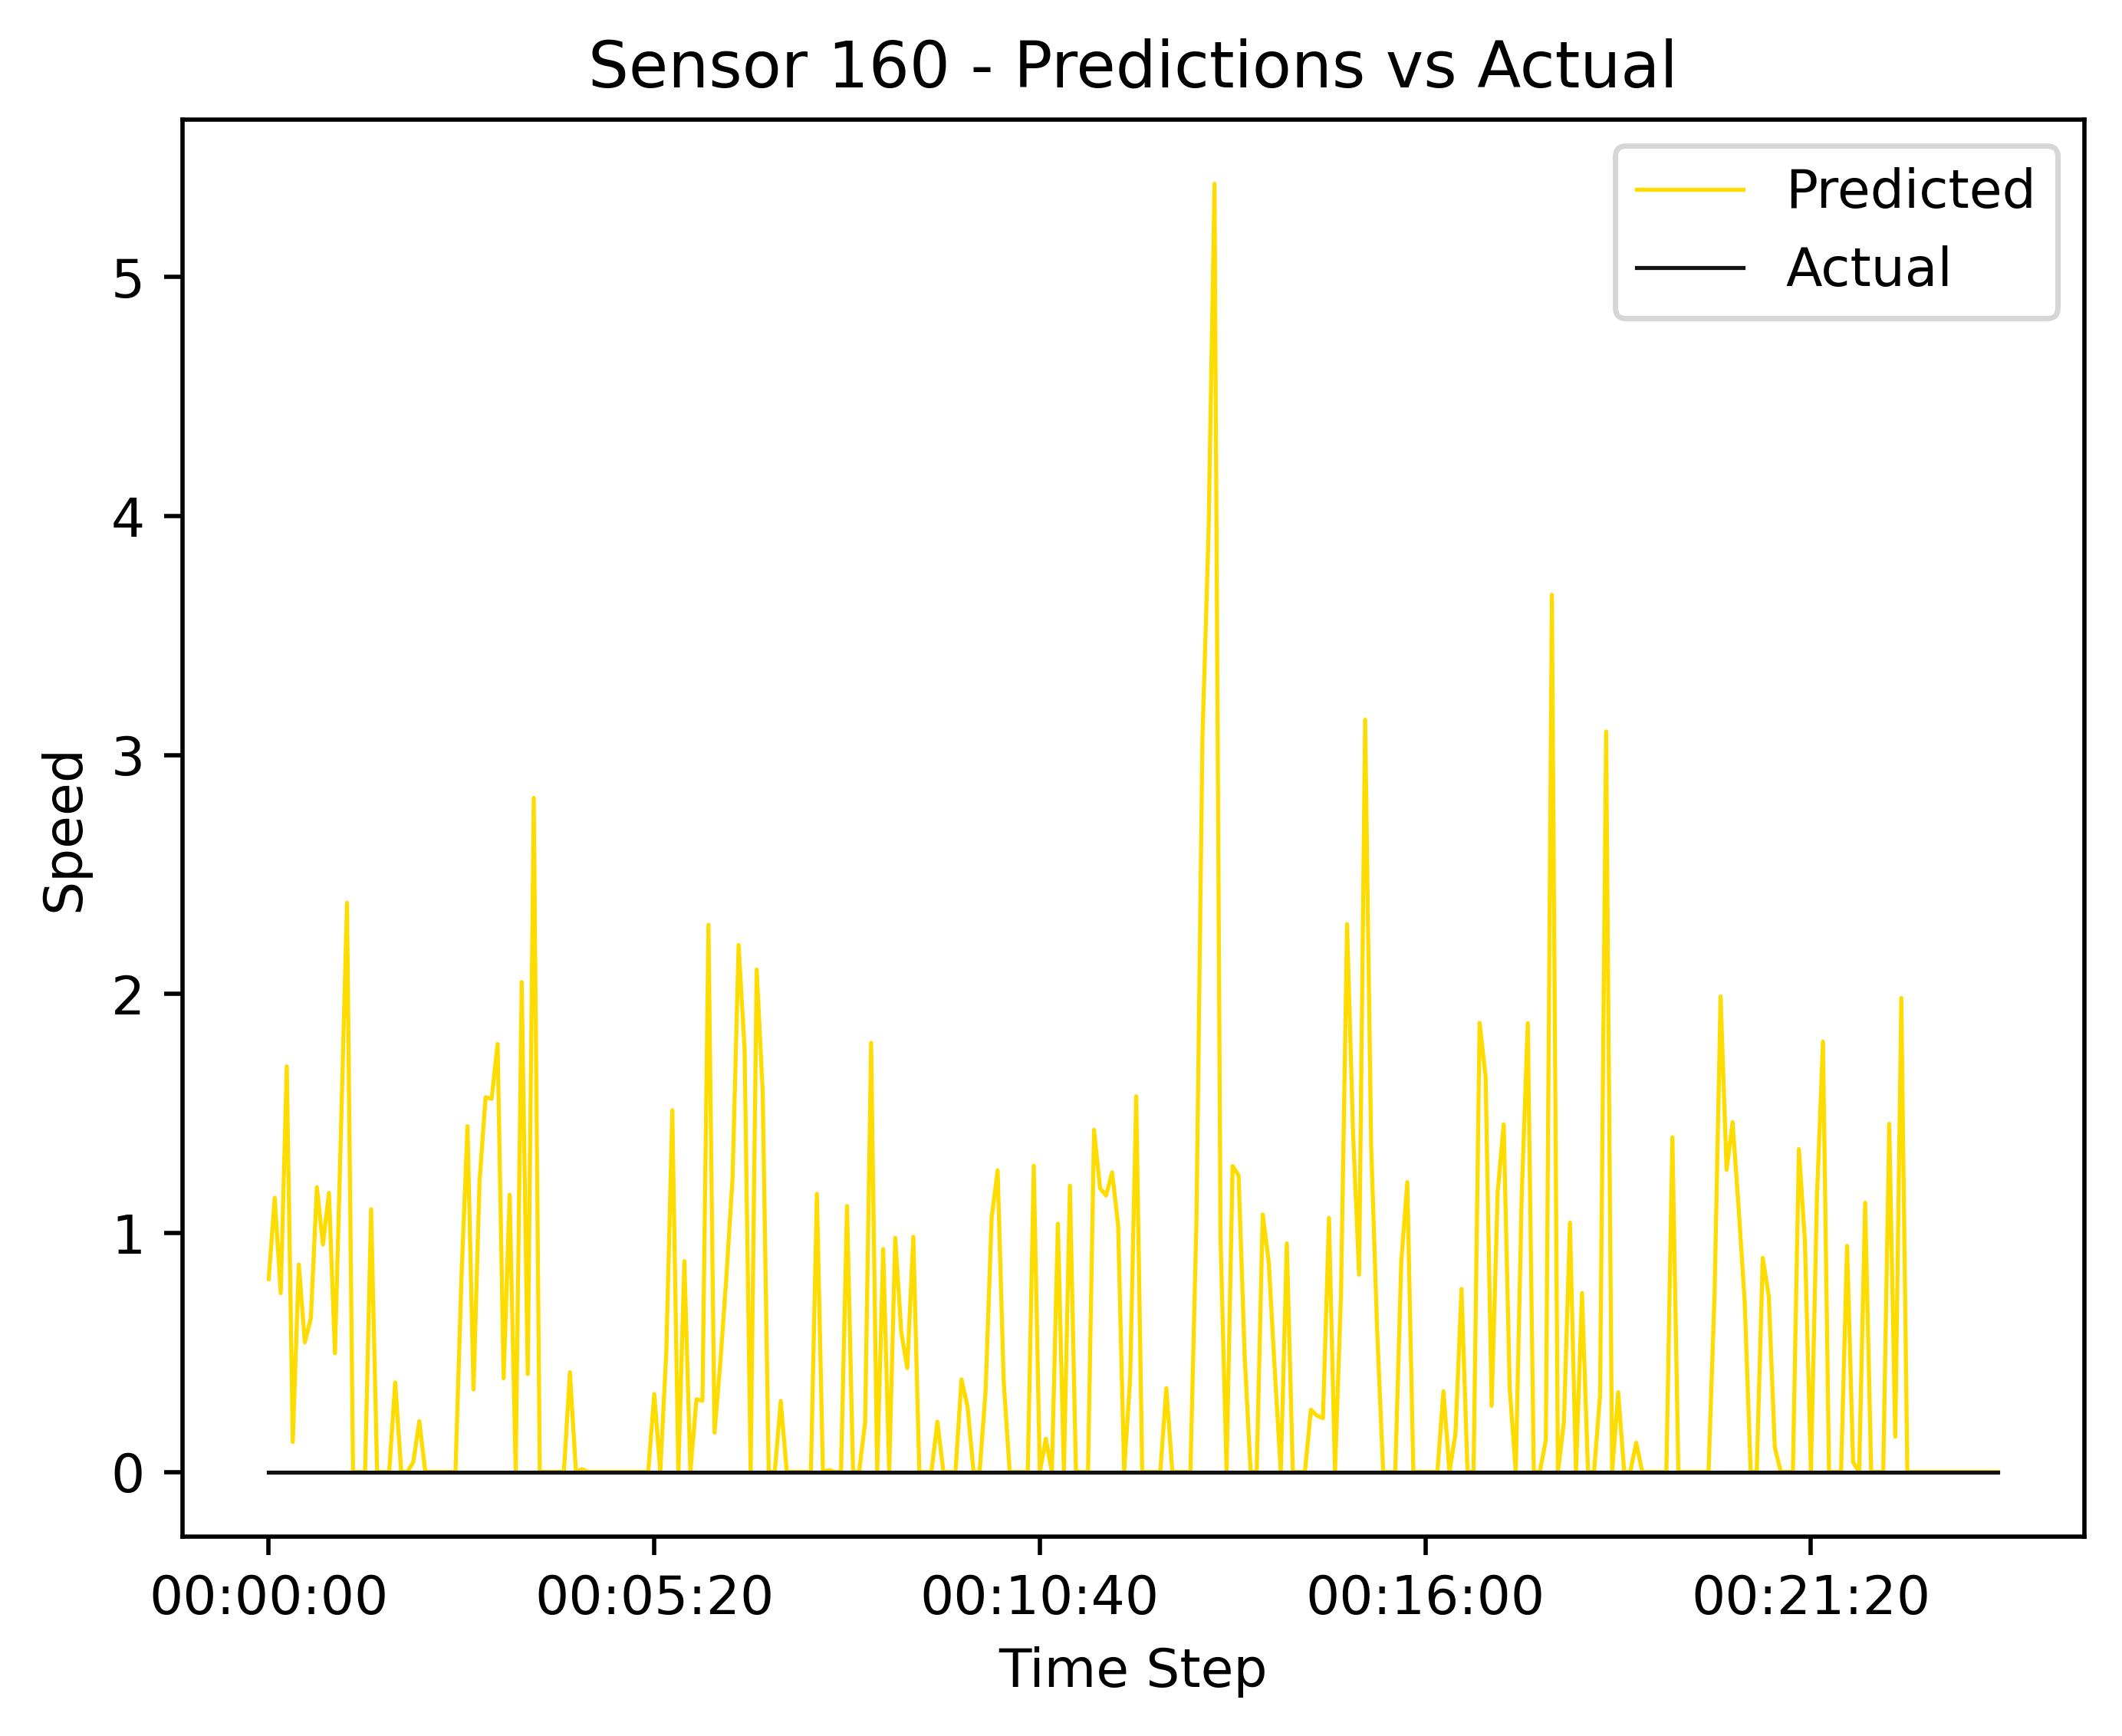 Sensor 160 - Predictions vs Actual
Predicted
Actual
5
4
3
2
1
0
Speed
00:00:00 00:05:20 00:10:40 00:16:00 00:21:20
Time Step